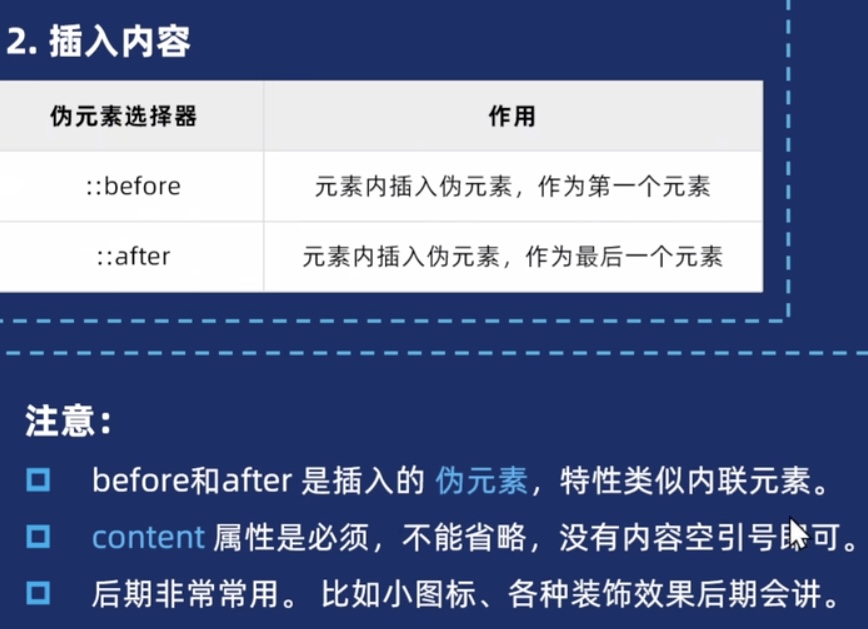 2. 插入内容
伪元素选择器 作用
::before 元素内插入伪元素，作为第一个元素
::after 元素内插入伪元素，作为最后一个元素
注意：
before和after 是插入的 伪元素，特性类似内联元素。
content 属性是必须，不能省略，没有内容空引号即可。
后期非常常用。 比如小图标、各种装饰效果后期会讲。